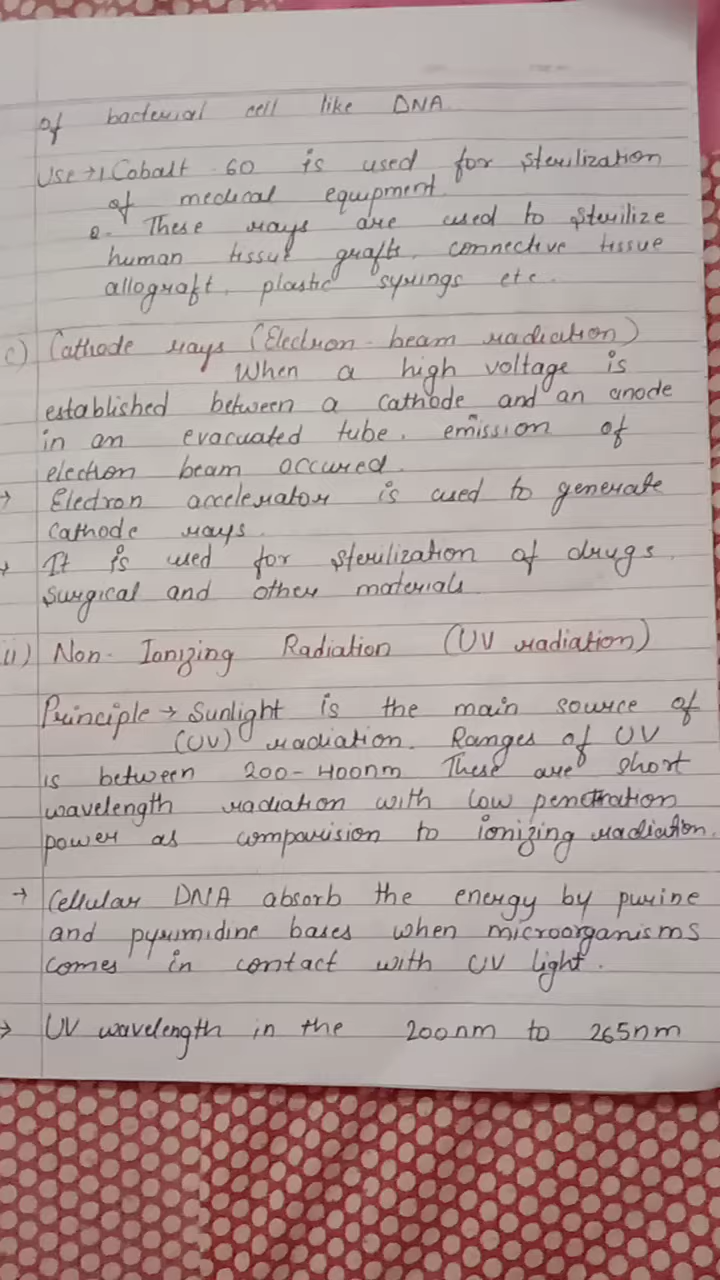 of bacterial cell like DNA
Use → 1. Cobalt - 60 is used for sterilization
of medical equipment
2. These rays are used to sterilize
human tissue grafts, connective tissue
allograft, plastic syrings etc.
c) Cathode rays (Electron - beam radiation)
When a high voltage is
established between a cathode and an anode
in an evacuated tube, emission of
electron beam occured.
→ Electron accelerator is used to generate
cathode rays.
→ It is used for sterilization of drugs,
surgical and other materials
ii) Non - Ionizing Radiation (UV radiation)
Principle → Sunlight is the main source of
(UV) radiation. Ranges of UV
is between 200-400nm These are short
wavelength radiation with low penetration
power as comparision to ionizing radiation.
→ Cellular DNA absorb the energy by purine
and pyrimidine bases when microorganisms
comes in contact with UV light.
→ UV wavelength in the 200nm to 265nm